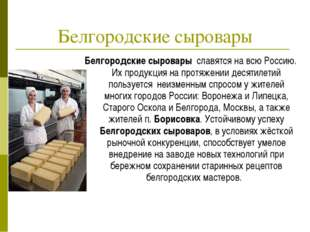 Белгородские сыровары
Белгородские сыровары славятся на всю Россию.
Их продукция на протяжении десятилетий
пользуется неизменным спросом у жителей
многих городов России: Воронежа и Липецка,
Старого Оскола и Белгорода, Москвы, а также
жителей п. Борисовка. Устойчивому успеху
Белгородских сыроваров, в условиях жёсткой
рыночной конкуренции, способствует умелое
внедрение на заводе новых технологий при
бережном сохранении старинных рецептов
белгородских мастеров.